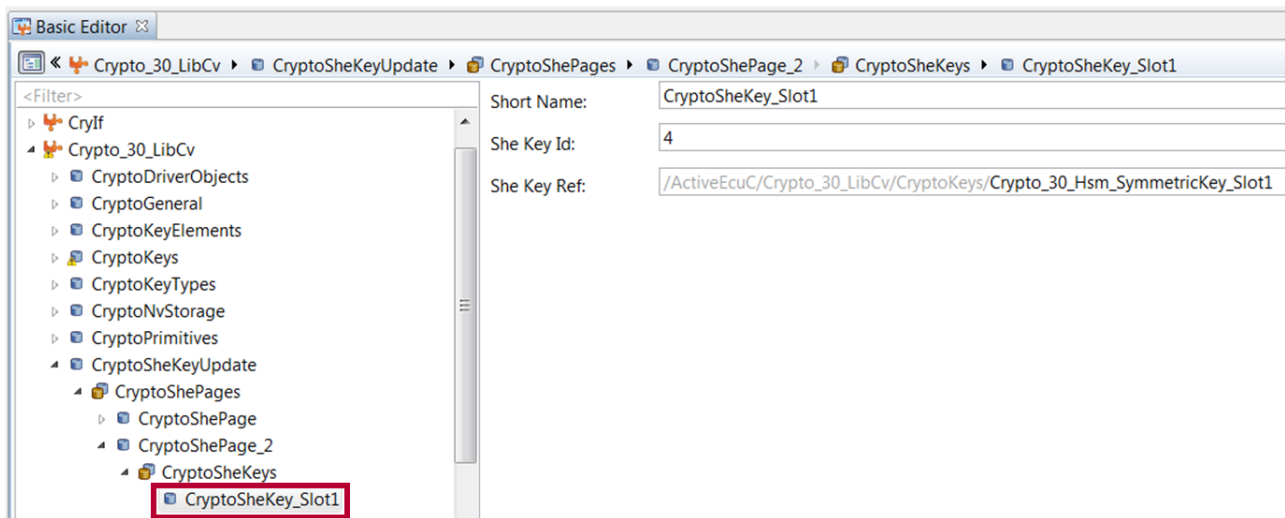 Basic Editor
« Crypto_30_LibCv ▸ CryptoSheKeyUpdate ▸ CryptoShePages ▸ CryptoShePage_2 ▸ CryptoSheKeys ▸ CryptoSheKey_Slot1
<Filter>
CryIf
Crypto_30_LibCv
CryptoDriverObjects
CryptoGeneral
CryptoKeyElements
CryptoKeys
CryptoKeyTypes
CryptoNvStorage
CryptoPrimitives
CryptoSheKeyUpdate
CryptoShePages
CryptoShePage
CryptoShePage_2
CryptoSheKeys
CryptoSheKey_Slot1
Short Name: CryptoSheKey_Slot1
She Key Id: 4
She Key Ref: /ActiveEcuC/Crypto_30_LibCv/CryptoKeys/Crypto_30_Hsm_SymmetricKey_Slot1